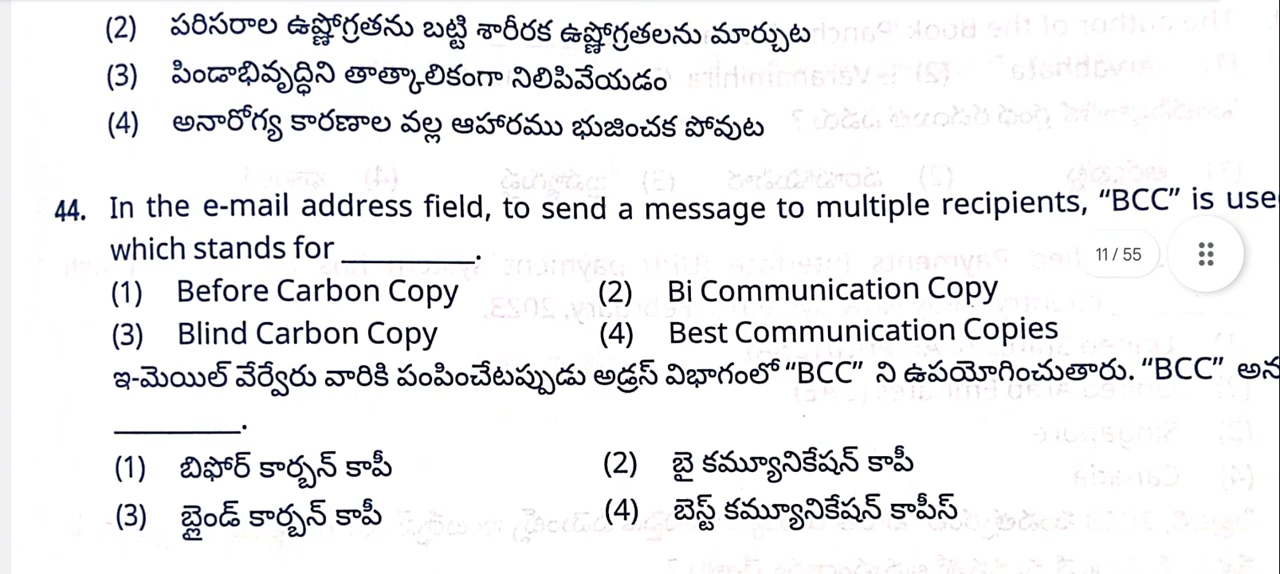 (2) పరిసరాల ఉష్ణోగ్రతను బట్టి శారీరక ఉష్ణోగ్రతలను మార్చుట
(3) పిండాభివృద్ధిని తాత్కాలికంగా నిలిపివేయడం
(4) అనారోగ్య కారణాల వల్ల ఆహారము భుజించక పోవుట
44. In the e-mail address field, to send a message to multiple recipients, “BCC” is use
which stands for ________.
11 / 55
(1) Before Carbon Copy (2) Bi Communication Copy
(3) Blind Carbon Copy (4) Best Communication Copies
ఇ-మెయిల్ వేర్వేరు వారికి పంపించేటప్పుడు అడ్రస్ విభాగంలో “BCC” ని ఉపయోగించుతారు. “BCC” అన
________.
(1) బిఫోర్ కార్బన్ కాపీ (2) బై కమ్యూనికేషన్ కాపీ
(3) బ్లైండ్ కార్బన్ కాపీ (4) బెస్ట్ కమ్యూనికేషన్ కాపీస్